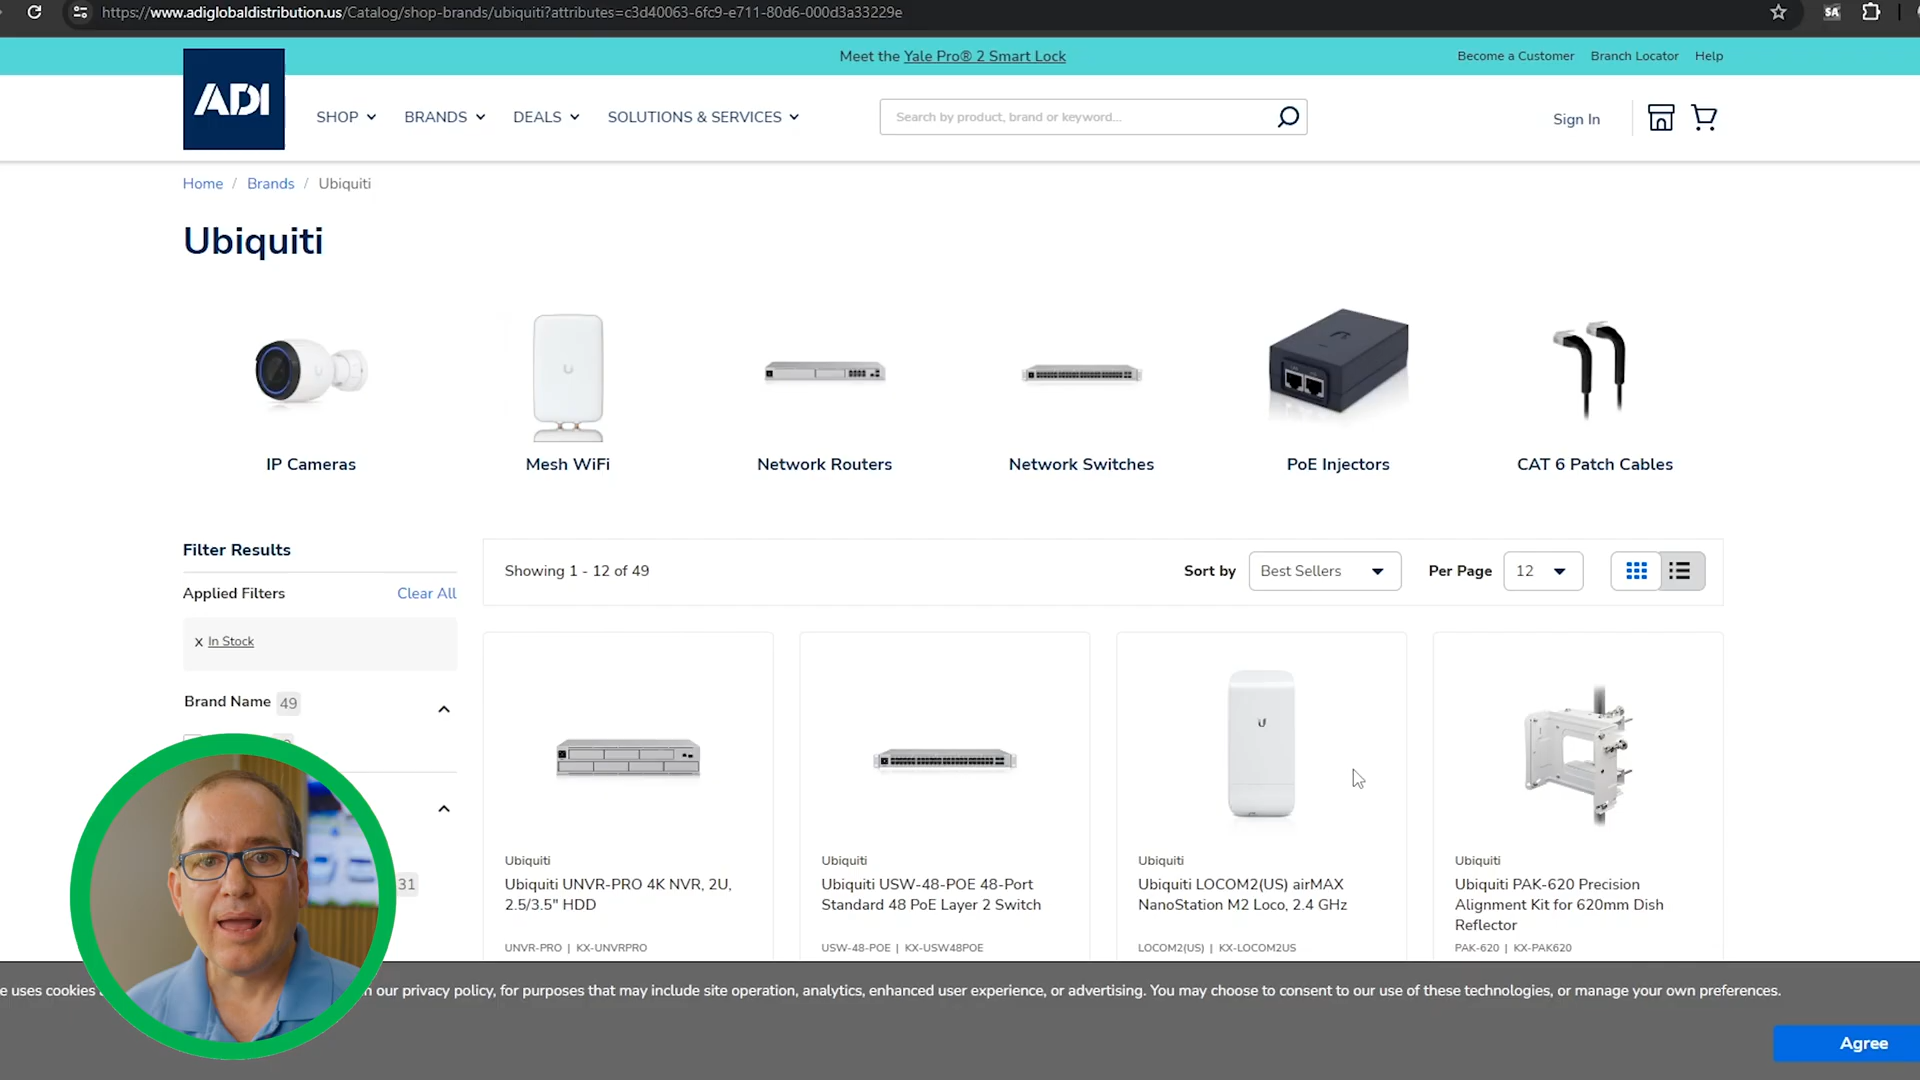 https://www.adiglobaldistribution.us/Catalog/shop-brands/ubiquiti?attributes=c3d40063-6fc9-e711-80d6-000d3a33229e
SA
Meet the Yale Pro® 2 Smart Lock
Become a Customer
Branch Locator
Help
ADI
SHOP
BRANDS
DEALS
SOLUTIONS & SERVICES
Search by product, brand or keyword...
Sign In
Home / Brands / Ubiquiti
Ubiquiti
IP Cameras
Mesh WiFi
Network Routers
Network Switches
PoE Injectors
CAT 6 Patch Cables
Filter Results
Applied Filters
Clear All
x In Stock
Brand Name 49
31
Showing 1 - 12 of 49
Sort by
Best Sellers
Per Page
12
Ubiquiti
Ubiquiti UNVR-PRO 4K NVR, 2U,
2.5/3.5" HDD
UNVR-PRO | KX-UNVRPRO
Ubiquiti
Ubiquiti USW-48-POE 48-Port
Standard 48 PoE Layer 2 Switch
USW-48-POE | KX-USW48POE
Ubiquiti
Ubiquiti LOCOM2(US) airMAX
NanoStation M2 Loco, 2.4 GHz
LOCOM2(US) | KX-LOCOM2US
Ubiquiti
Ubiquiti PAK-620 Precision
Alignment Kit for 620mm Dish
Reflector
PAK-620 | KX-PAK620
e uses cookies
our privacy policy, for purposes that may include site operation, analytics, enhanced user experience, or advertising. You may choose to consent to our use of these technologies, or manage your own preferences.
Agree